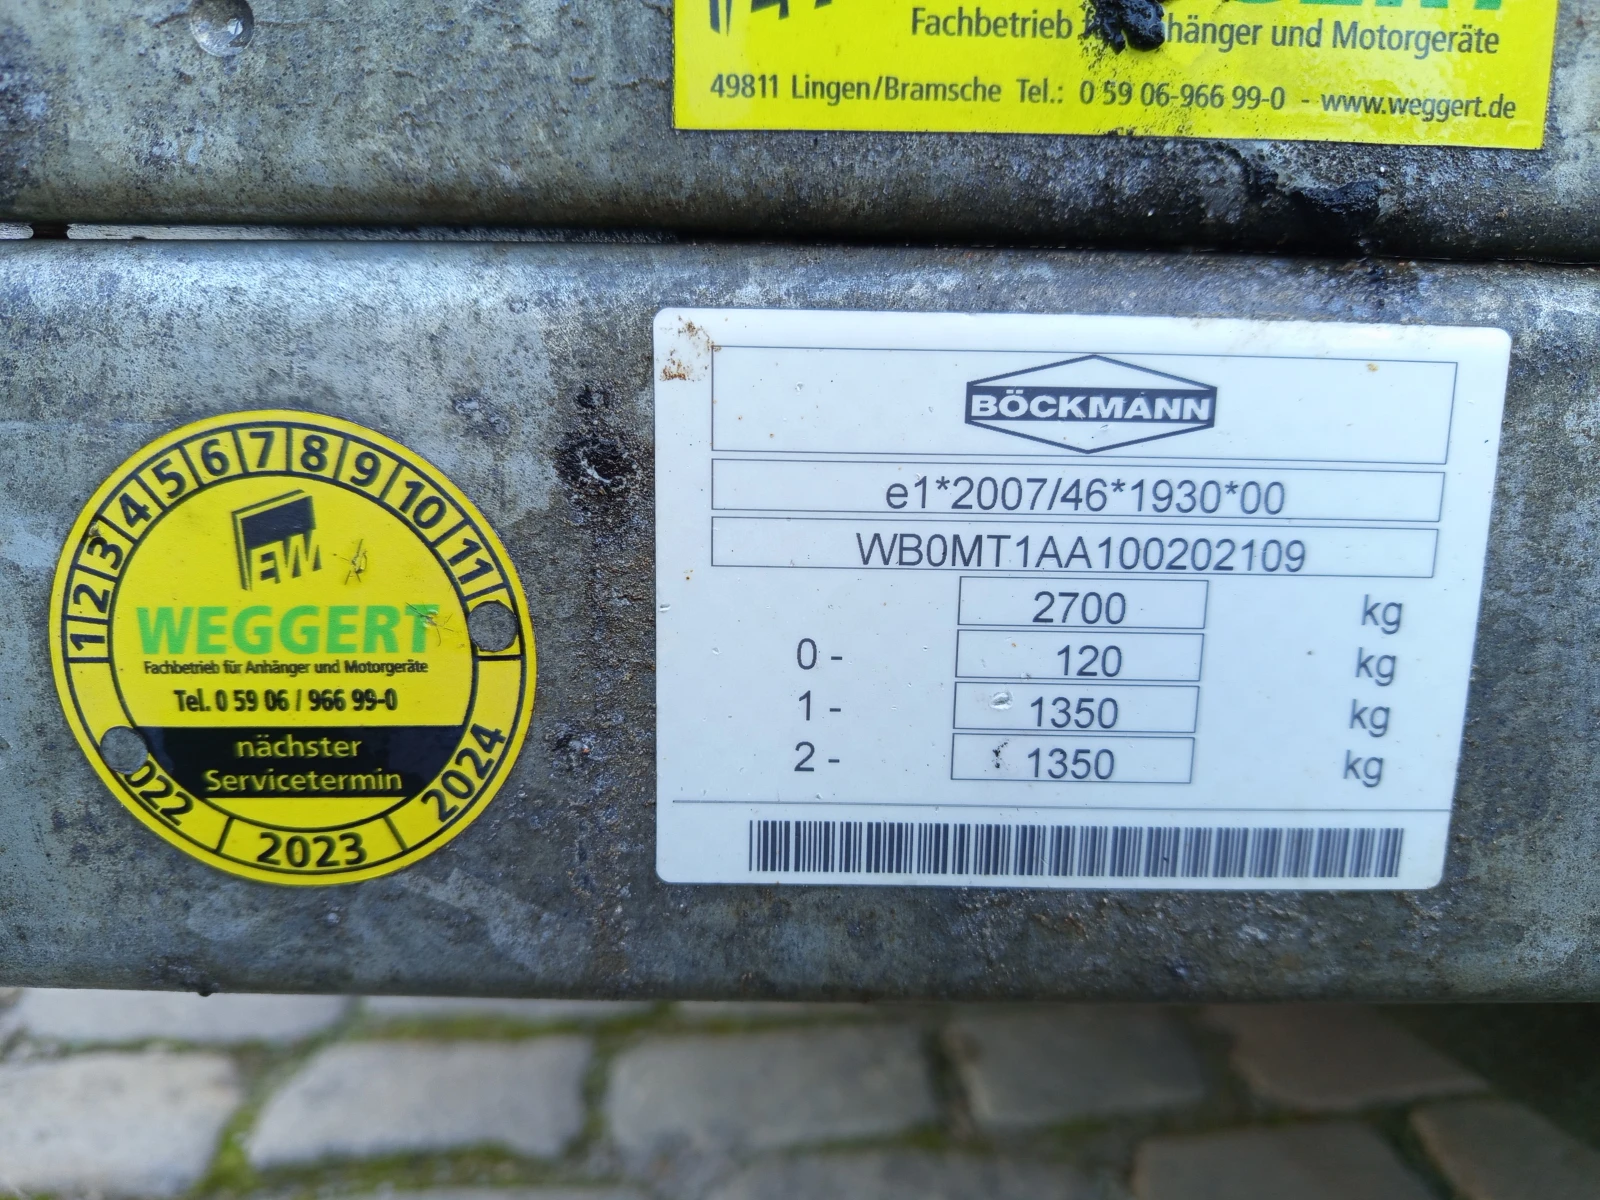 Fachbetrieb hänger und Motorgeräte
49811 Lingen/Bramsche Tel.: 0 59 06-966 99-0 - www.weggert.de
BÖCKMANN
e1*2007/46*1930*00
WB0MT1AA100202109
2700 kg
0 - 120 kg
1 - 1350 kg
2 - 1350 kg
1 2 3 4 5 6 7 8 9 10 11
EW
WEGGERT
Fachbetrieb für Anhänger und Motorgeräte
Tel. 0 59 06 / 966 99-0
nächster
Servicetermin
022 2023 2024